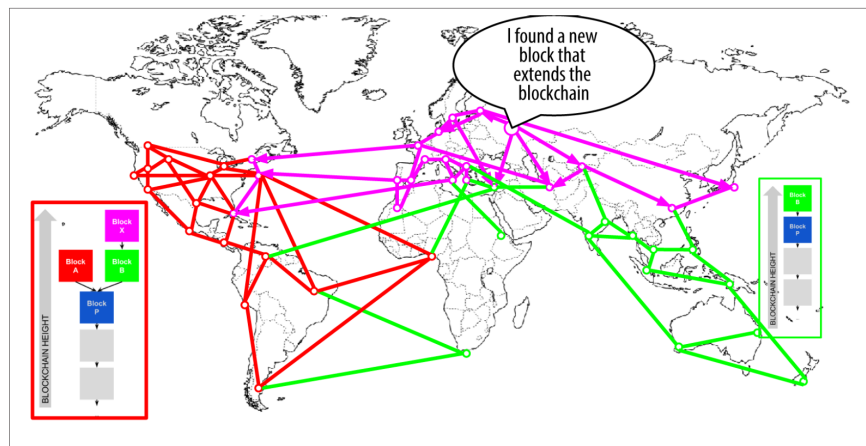 I found a new
block that
extends the
blockchain
BLOCKCHAIN HEIGHT
Block
X
Block
A
Block
B
Block
P
BLOCKCHAIN HEIGHT
Block
B
Block
P